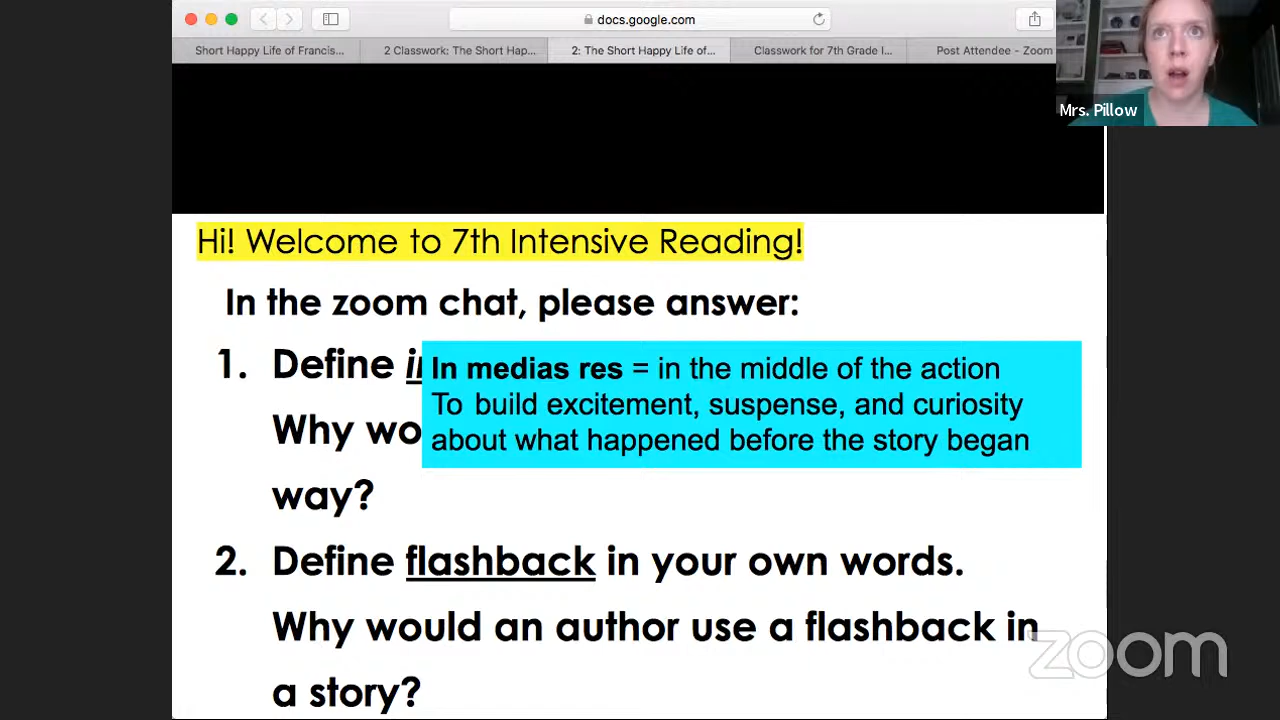 docs.google.com
Short Happy Life of Francis...
2 Classwork: The Short Hap...
2: The Short Happy Life of...
Classwork for 7th Grade I...
Post Attendee - Zoom
Mrs. Pillow
Hi! Welcome to 7th Intensive Reading!
In the zoom chat, please answer:
1. Define
In medias res = in the middle of the action
To build excitement, suspense, and curiosity
Why wo
about what happened before the story began
way?
2. Define flashback in your own words.
Why would an author use a flashback in
a story?
zoom